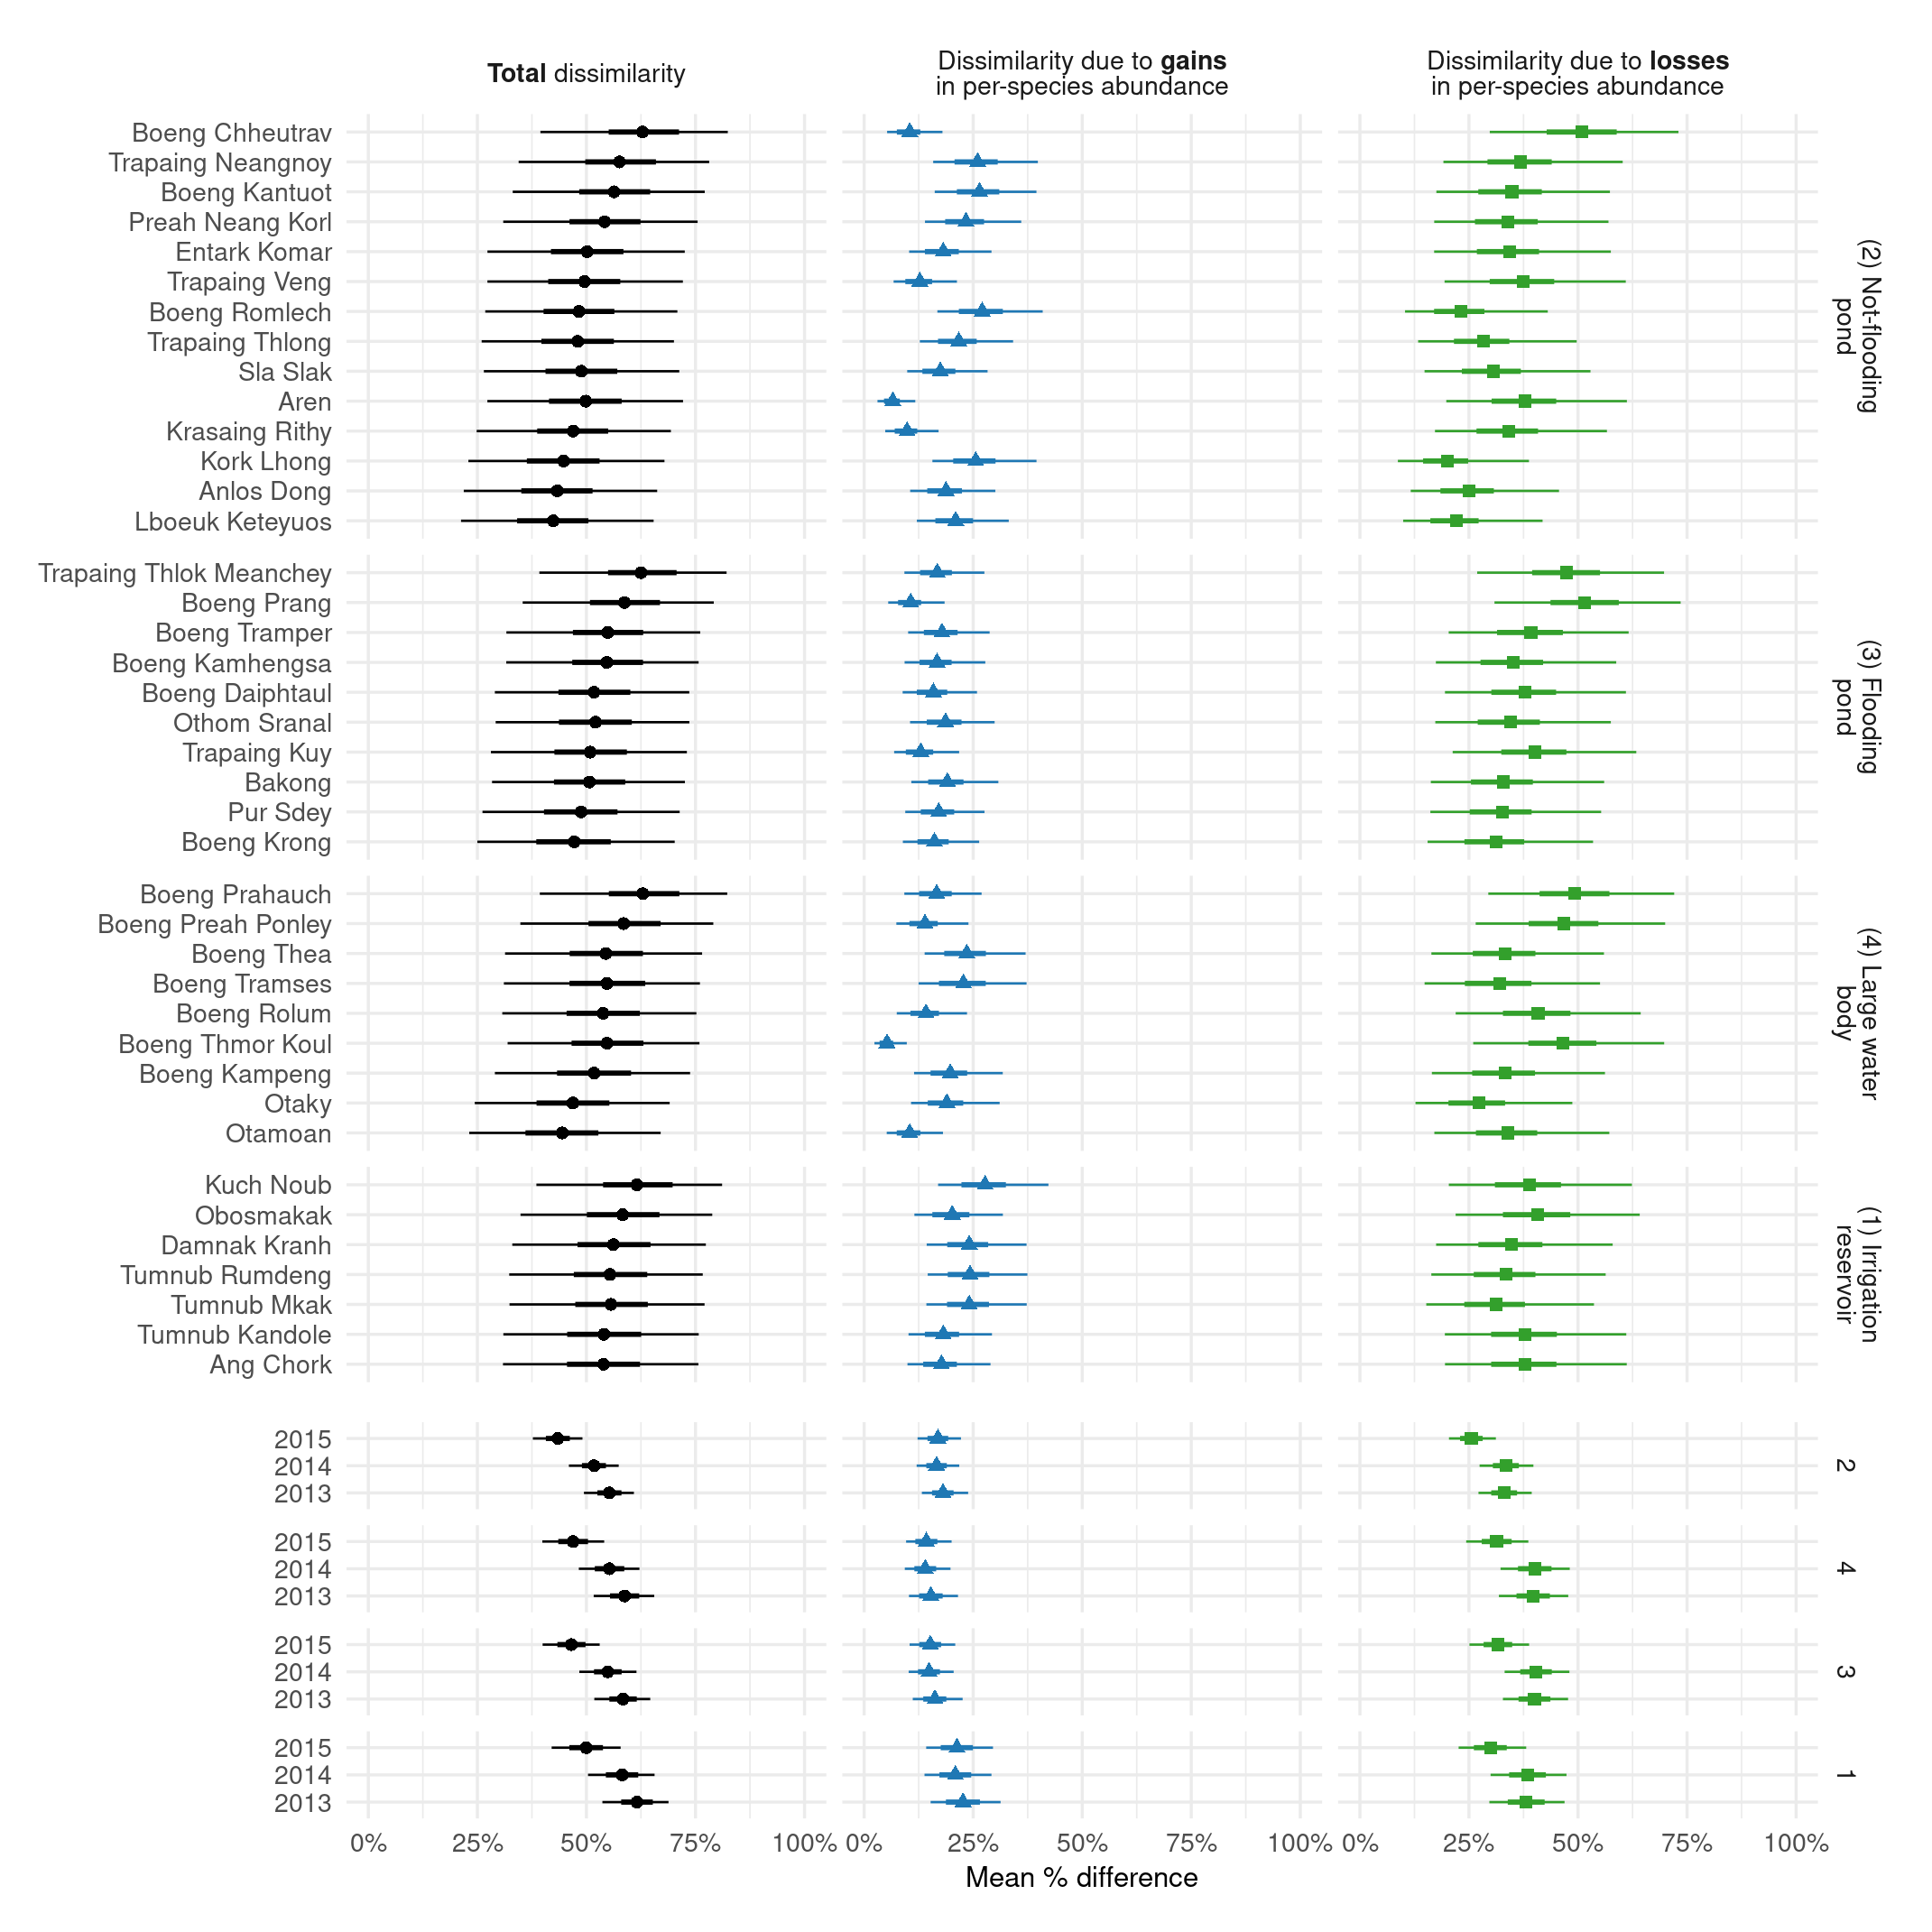 Total dissimilarity
Dissimilarity due to gains
in per-species abundance
Dissimilarity due to losses
in per-species abundance
Boeng Chheutrav
Trapaing Neangnoy
Boeng Kantuot
Preah Neang Korl
Entark Komar
Trapaing Veng
Boeng Romlech
Trapaing Thlong
Sla Slak
Aren
Krasaing Rithy
Kork Lhong
Anlos Dong
Lboeuk Keteyuos
(2) Not-flooding
pond
Trapaing Thlok Meanchey
Boeng Prang
Boeng Tramper
Boeng Kamhengsa
Boeng Daiphtaul
Othom Sranal
Trapaing Kuy
Bakong
Pur Sdey
Boeng Krong
(3) Flooding
pond
Boeng Prahauch
Boeng Preah Ponley
Boeng Thea
Boeng Tramses
Boeng Rolum
Boeng Thmor Koul
Boeng Kampeng
Otaky
Otamoan
(4) Large water
body
Kuch Noub
Obosmakak
Damnak Kranh
Tumnub Rumdeng
Tumnub Mkak
Tumnub Kandole
Ang Chork
(1) Irrigation
reservoir
2015
2014
2013
2
2015
2014
2013
4
2015
2014
2013
3
2015
2014
2013
1
0% 25% 50% 75% 100% 0% 25% 50% 75% 100% 0% 25% 50% 75% 100%
Mean % difference